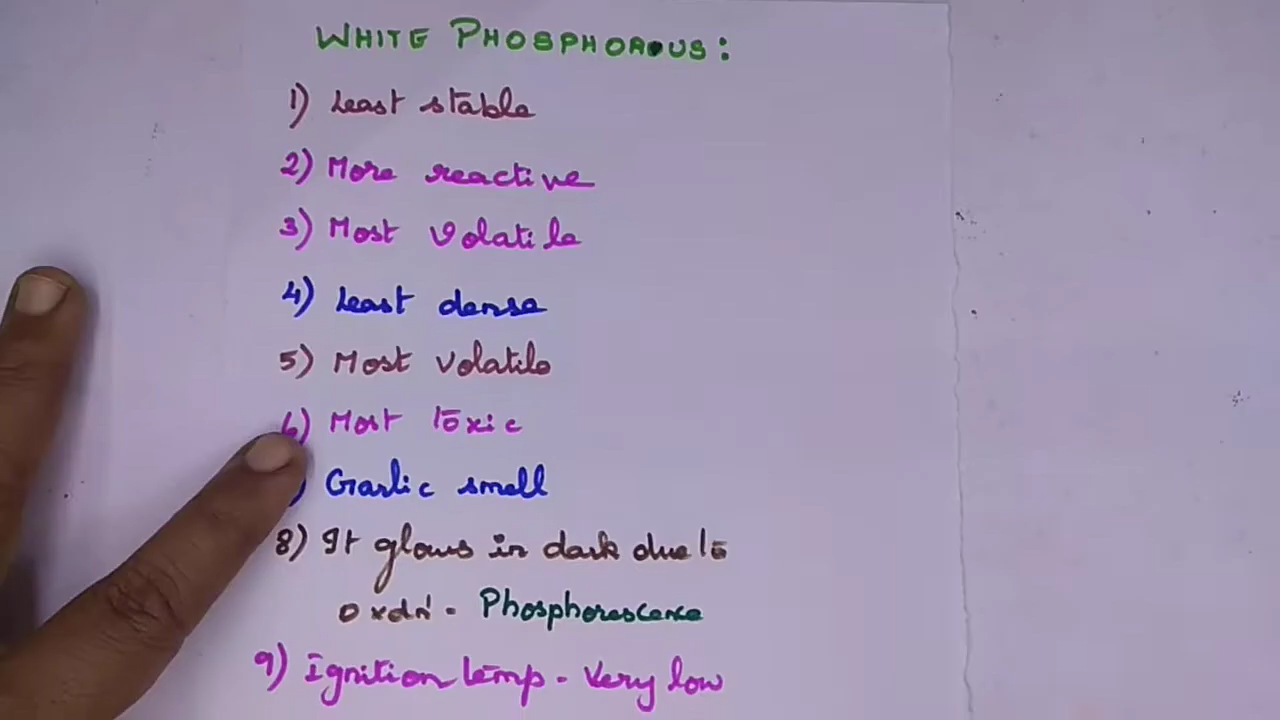 WHITE PHOSPHOROUS:
1) Least stable
2) More reactive
3) Most volatile
4) Least dense
5) Most volatile
6) Most toxic
) Garlic smell
8) It glows in dark due to
oxdn - Phosphorescence
9) Ignition temp - Very low